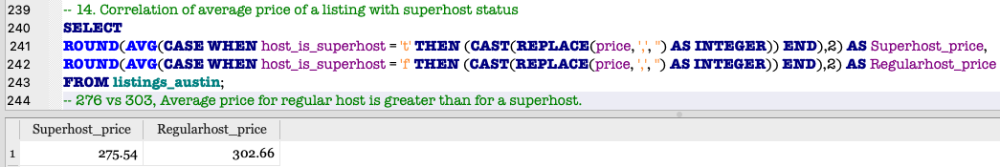 239 -- 14. Correlation of average price of a listing with superhost status
240 SELECT
241 ROUND(AVG(CASE WHEN host_is_superhost = 't' THEN (CAST(REPLACE(price, ',', '') AS INTEGER)) END),2) AS Superhost_price,
242 ROUND(AVG(CASE WHEN host_is_superhost = 'f' THEN (CAST(REPLACE(price, ',', '') AS INTEGER)) END),2) AS Regularhost_price
243 FROM listings_austin;
244 -- 276 vs 303, Average price for regular host is greater than for a superhost.
Superhost_price Regularhost_price
1 275.54 302.66